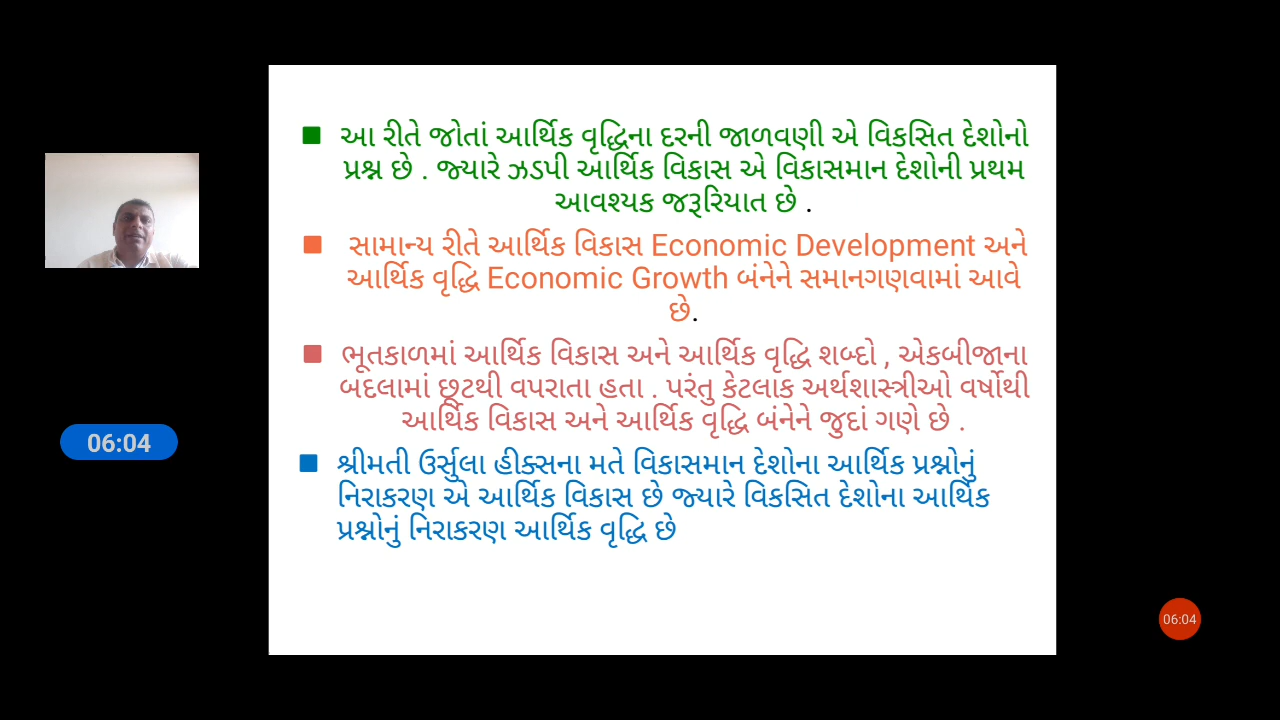 આ રીતે જોતાં આર્થિક વૃદ્ધિના દરની જાળવણી એ વિકસિત દેશોનો
પ્રશ્ન છે . જ્યારે ઝડપી આર્થિક વિકાસ એ વિકાસમાન દેશોની પ્રથમ
આવશ્યક જરૂરિયાત છે .
સામાન્ય રીતે આર્થિક વિકાસ Economic Development અને
આર્થિક વૃદ્ધિ Economic Growth બંનેને સમાનગણવામાં આવે
છે.
ભૂતકાળમાં આર્થિક વિકાસ અને આર્થિક વૃદ્ધિ શબ્દો , એકબીજાના
બદલામાં છૂટથી વપરાતા હતા . પરંતુ કેટલાક અર્થશાસ્ત્રીઓ વર્ષોથી
આર્થિક વિકાસ અને આર્થિક વૃદ્ધિ બંનેને જુદાં ગણે છે .
શ્રીમતી ઉર્સુલા હીક્સના મતે વિકાસમાન દેશોના આર્થિક પ્રશ્નોનું
નિરાકરણ એ આર્થિક વિકાસ છે જ્યારે વિકસિત દેશોના આર્થિક
પ્રશ્નોનું નિરાકરણ આર્થિક વૃદ્ધિ છે
06:04
06:04